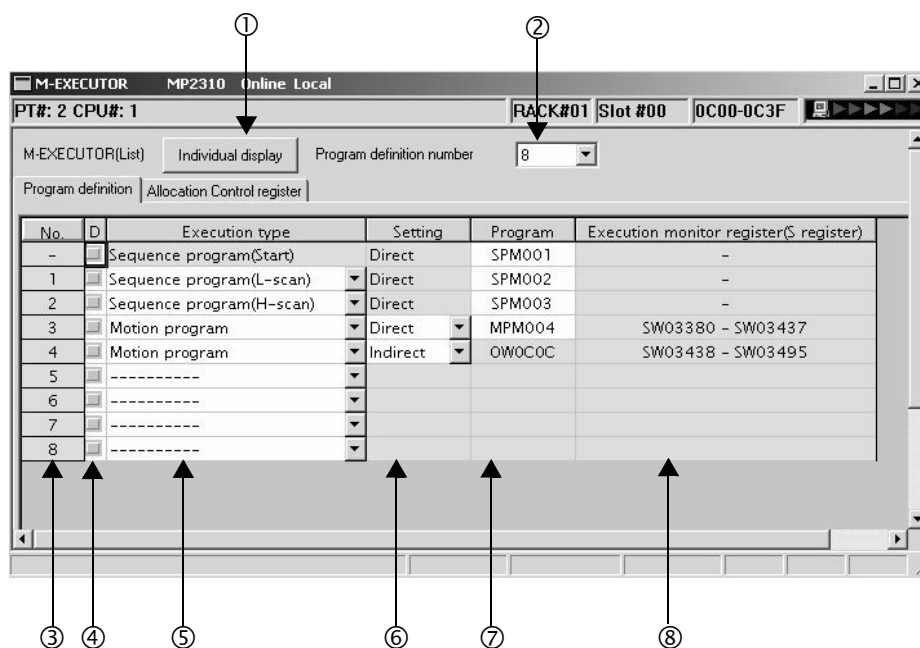 ① ②
M-EXECUTOR MP2310 Online Local
PT#: 2 CPU#: 1 RACK#01 Slot #00 0C00-0C3F
M-EXECUTOR(List) Individual display Program definition number 8
Program definition Allocation Control register
No. D Execution type Setting Program Execution monitor register(S register)
– Sequence program(Start) Direct SPM001 –
1 Sequence program(L-scan) Direct SPM002 –
2 Sequence program(H-scan) Direct SPM003 –
3 Motion program Direct MPM004 SW03380 - SW03437
4 Motion program Indirect OW0C0C SW03438 - SW03495
5 ----------
6 ----------
7 ----------
8 ----------
③ ④ ⑤ ⑥ ⑦ ⑧